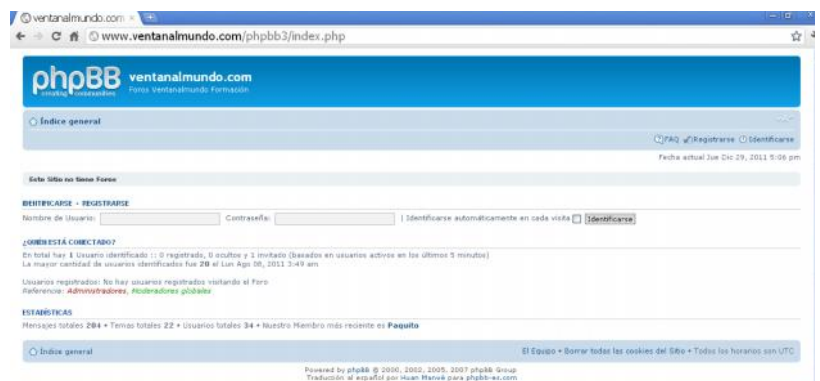 ventanalmundo.com
www.ventanalmundo.com/phpbb3/index.php
phpBB ventanalmundo.com
creating communities Foros Ventanalmundo Formación
Índice general
FAQ Registrarse Identificarse
Fecha actual Jue Dic 29, 2011 5:06 pm
Este Sitio no tiene Foros
IDENTIFICARSE • REGISTRARSE
Nombre de Usuario: Contraseña: | Identificarse automáticamente en cada visita Identificarse
¿QUIÉN ESTÁ CONECTADO?
En total hay 1 Usuario identificado :: 0 registrado, 0 ocultos y 1 invitado (basados en usuarios activos en los últimos 5 minutos)
La mayor cantidad de usuarios identificados fue 20 el Lun Ago 08, 2011 3:49 am
Usuarios registrados: No hay usuarios registrados visitando el Foro
Referencia: Administradores, Moderadores globales
ESTADÍSTICAS
Mensajes totales 204 • Temas totales 22 • Usuarios totales 34 • Nuestro Miembro más reciente es Paquito
Índice general El Equipo • Borrar todas las cookies del Sitio • Todos los horarios son UTC
Powered by phpBB © 2000, 2002, 2005, 2007 phpBB Group
Traducción al español por Huan Manwë para phpbb-es.com